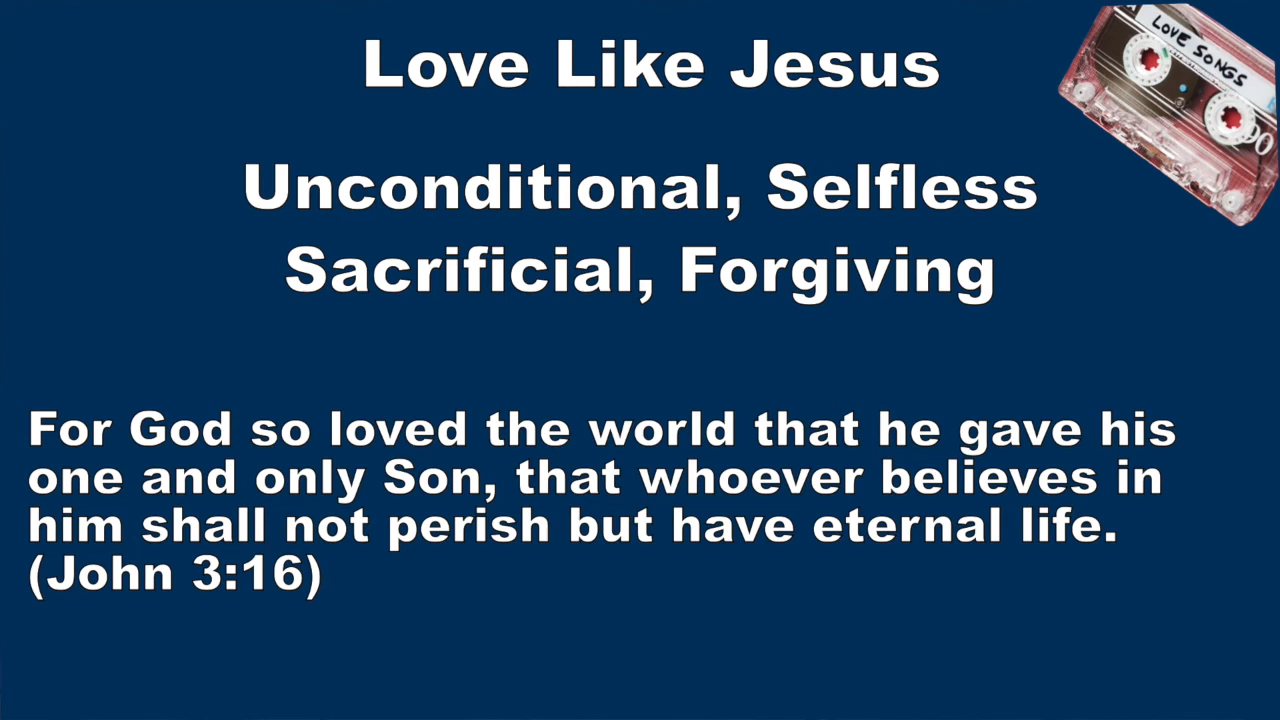 Love Like Jesus
LOVE SONGS
90
Unconditional, Selfless
Sacrificial, Forgiving
For God so loved the world that he gave his
one and only Son, that whoever believes in
him shall not perish but have eternal life.
(John 3:16)